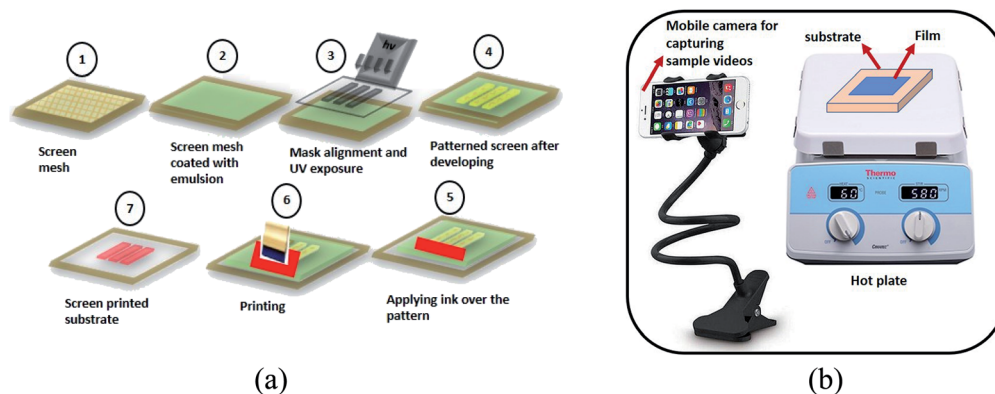 1
2
3
hv
4
Screen
mesh
Screen mesh
coated with
emulsion
Mask alignment and
UV exposure
Patterned screen after
developing
7
6
5
Screen printed
substrate
Printing
Applying ink over the
pattern
(a)
Mobile camera for
capturing
sample videos
substrate
Film
Thermo
SCIENTIFIC
60
580
Hot plate
(b)